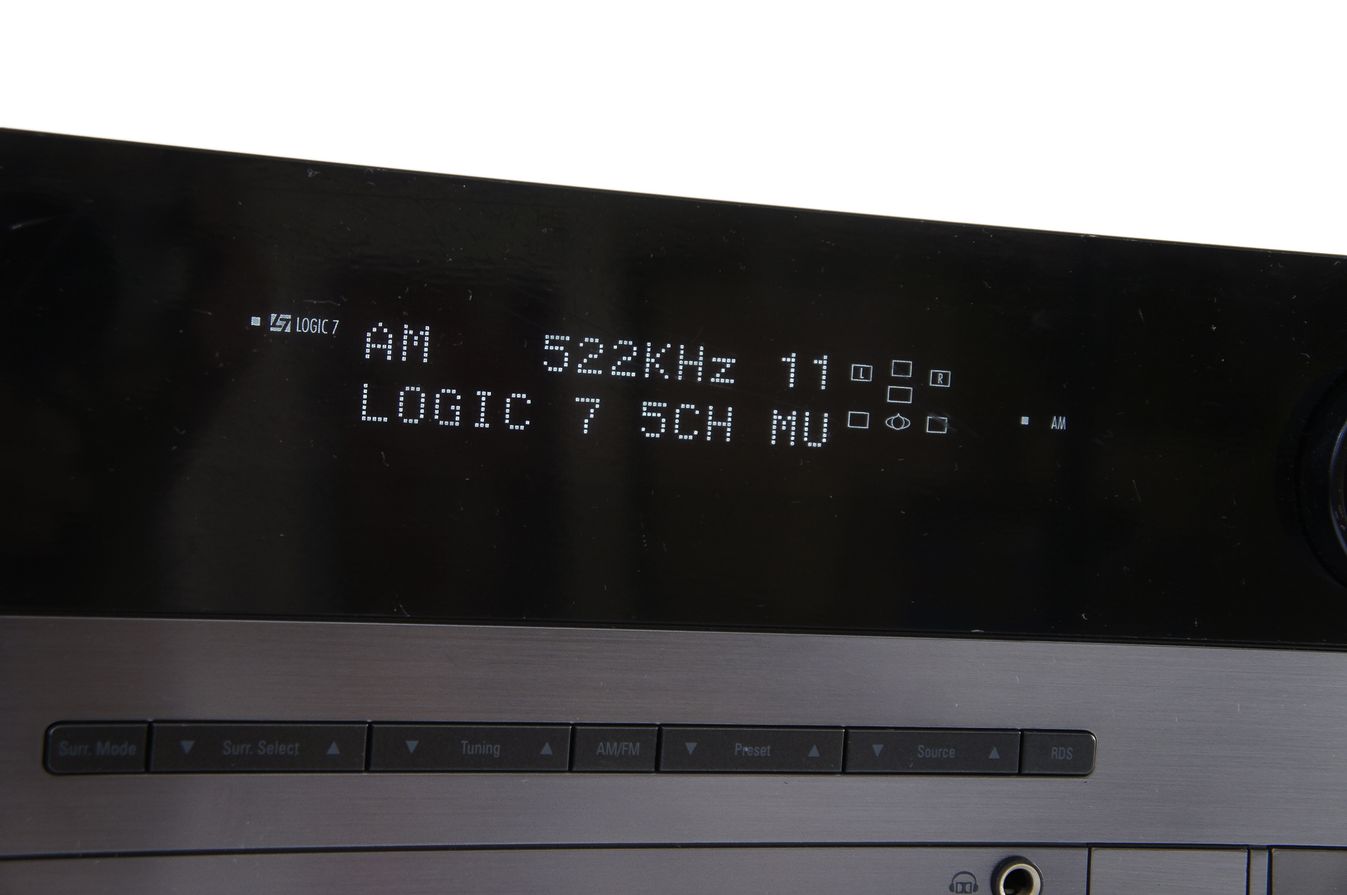 LOGIC 7
AM 522KHz 11
LOGIC 7 5CH MU
L R
AM
Surr. Mode ▼ Surr. Select ▲ ▼ Tuning ▲ AM/FM ▼ Preset ▲ ▼ Source ▲ RDS